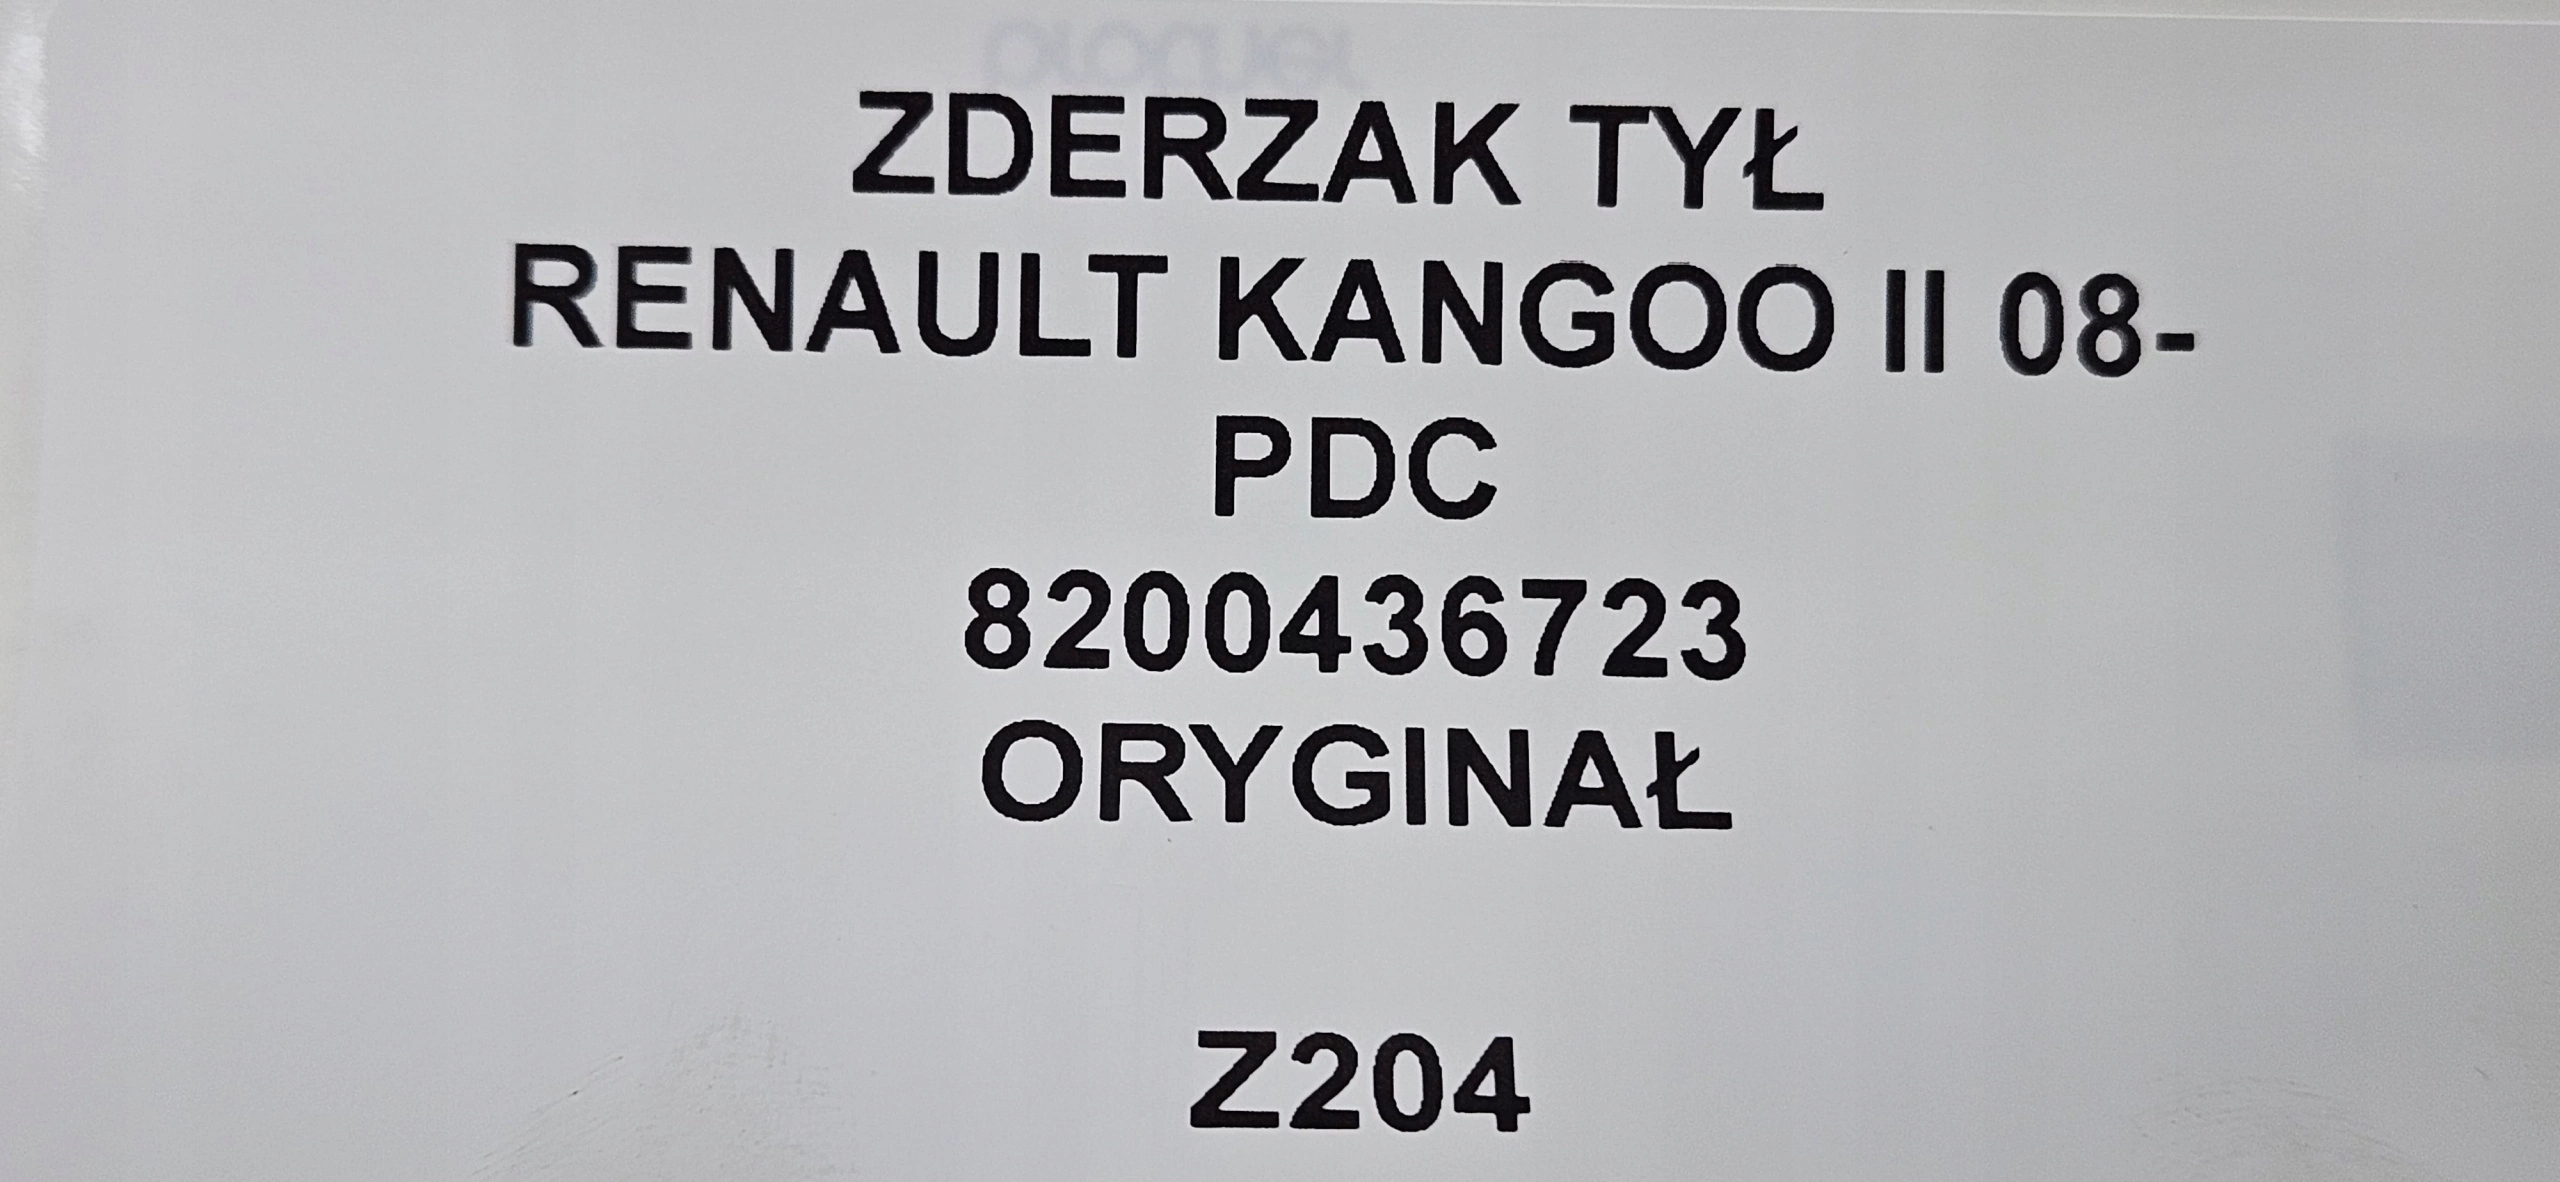 ZDERZAK TYŁ
RENAULT KANGOO II 08-
PDC
8200436723
ORYGINAŁ
Z204